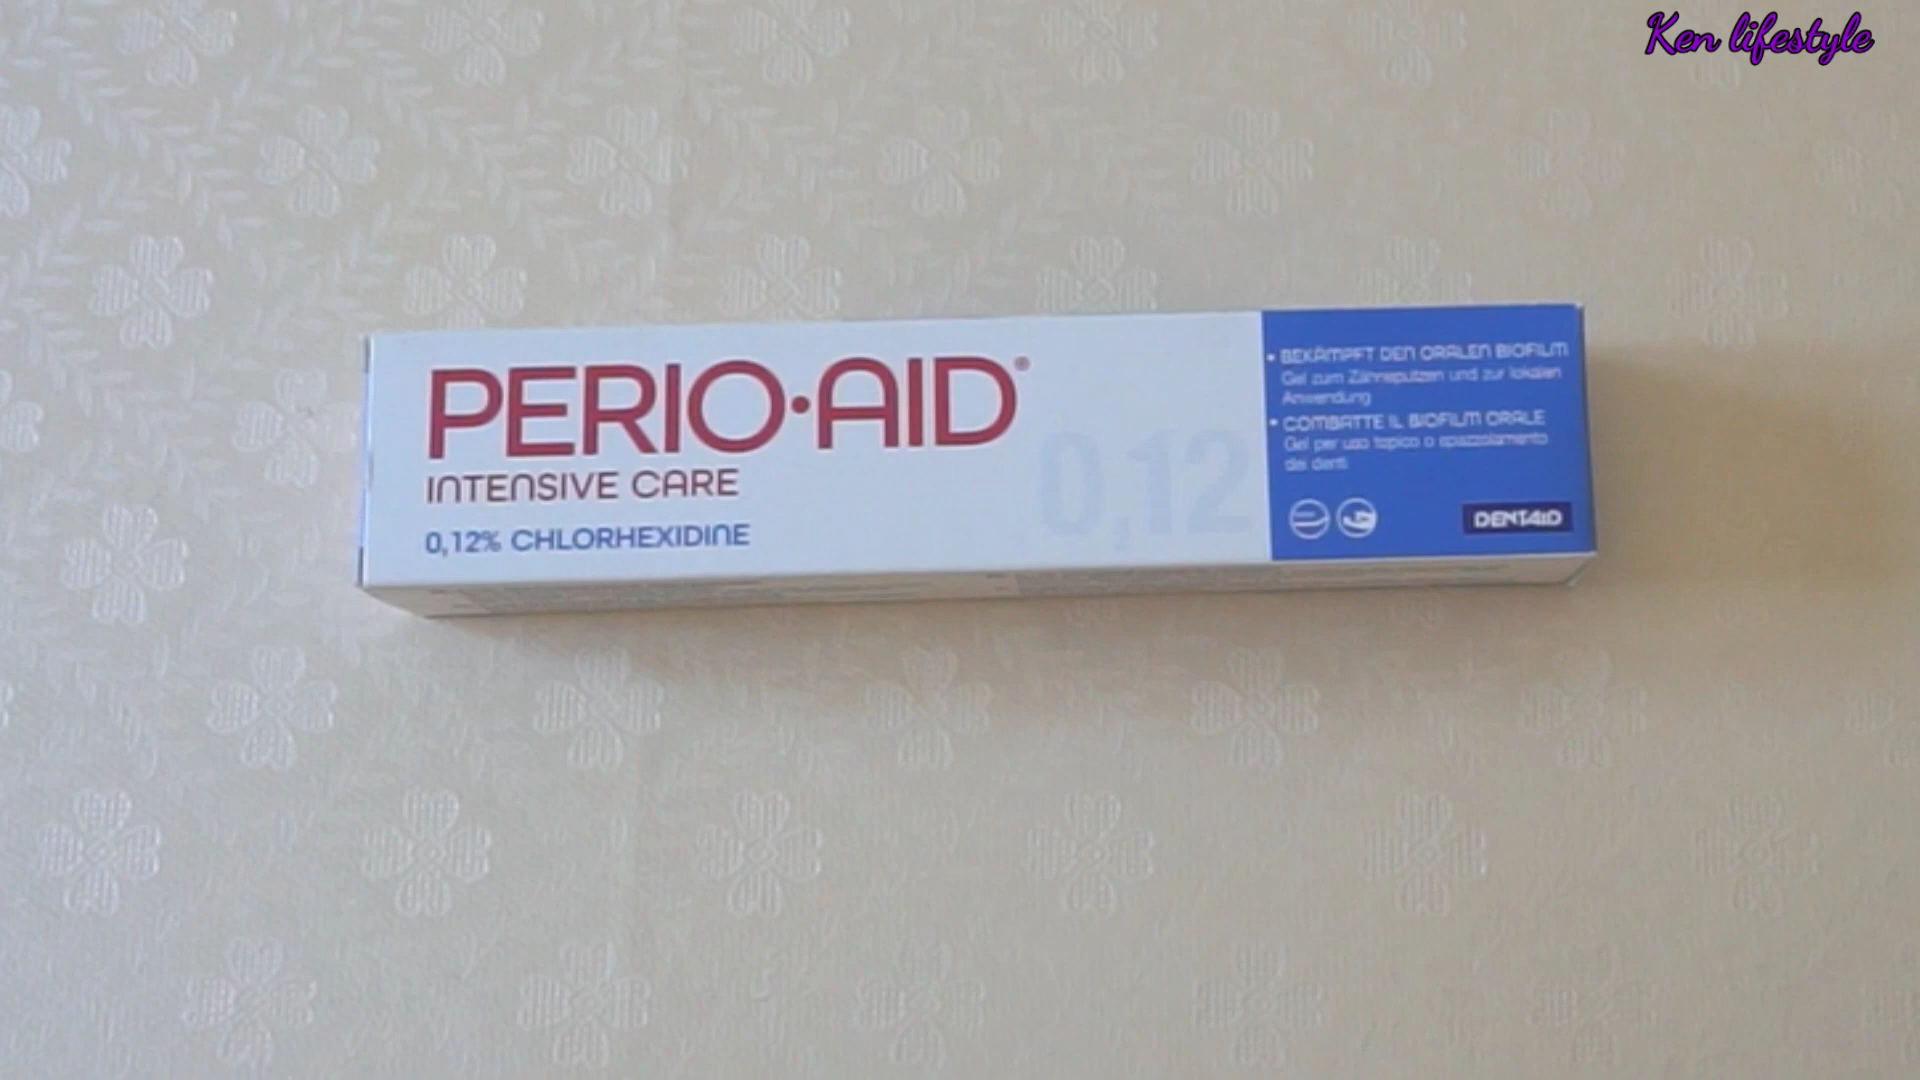 Ken lifestyle
PERIO·AID®
INTENSIVE CARE
0,12% CHLORHEXIDINE
0,12
• BEKÄMPFT DEN ORALEN BIOFILM
Gel zum Zähneputzen und zur lokalen
Anwendung
• COMBATTE IL BIOFILM ORALE
Gel per uso topico o spazzolamento
dei denti
DENTAID